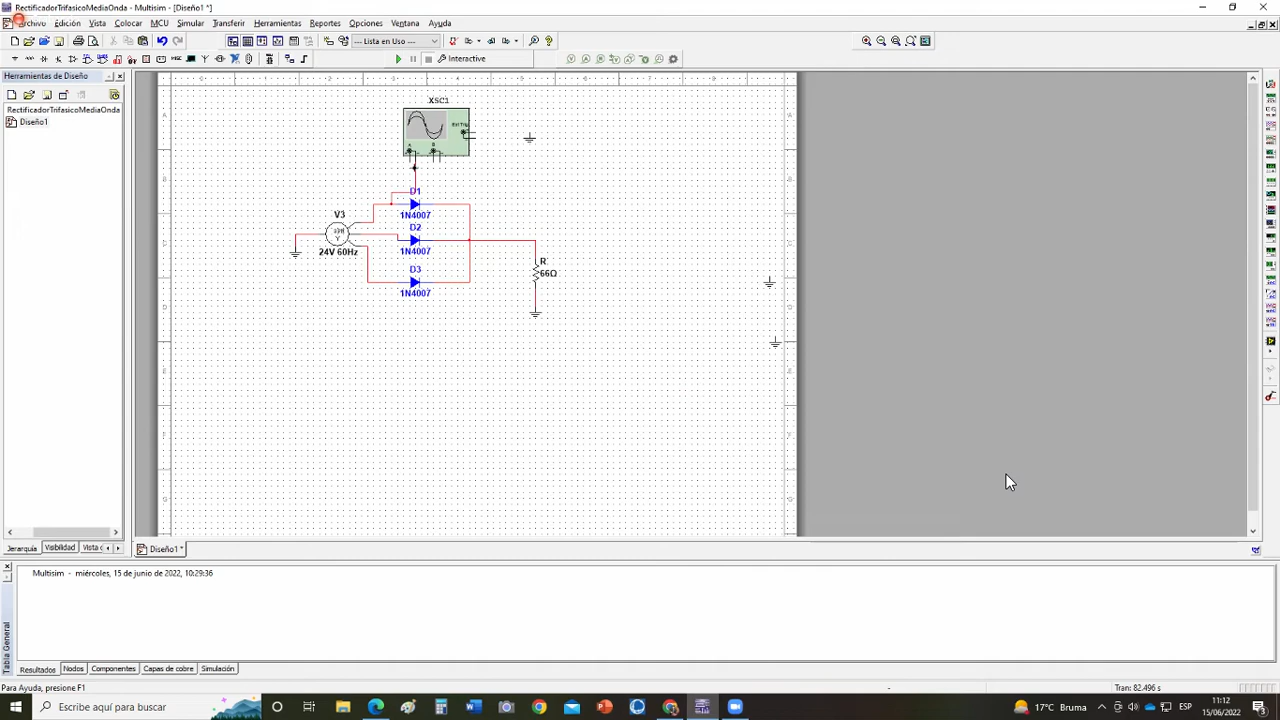 RectificadorTrifasicoMediaOnda - Multisim - [Diseño1 *]
Archivo Edición Vista Colocar MCU Simular Transferir Herramientas Reportes Opciones Ventana Ayuda
--- Lista en Uso ---
Interactive
Herramientas de Diseño
RectificadorTrifasicoMediaOnda
Diseño1
XSC1
Ext Trig
A B
V3
24V 60Hz
D1
1N4007
D2
1N4007
D3
1N4007
R
66Ω
Jerarquía Visibilidad Vista
Diseño1 *
Multisim - miércoles, 15 de junio de 2022, 10:29:36
Tabla General
Resultados Nodos Componentes Capas de cobre Simulación
Para Ayuda, presione F1
Tran: 82.496 s
Escribe aquí para buscar
17°C Bruma
ESP
11:12
15/06/2022